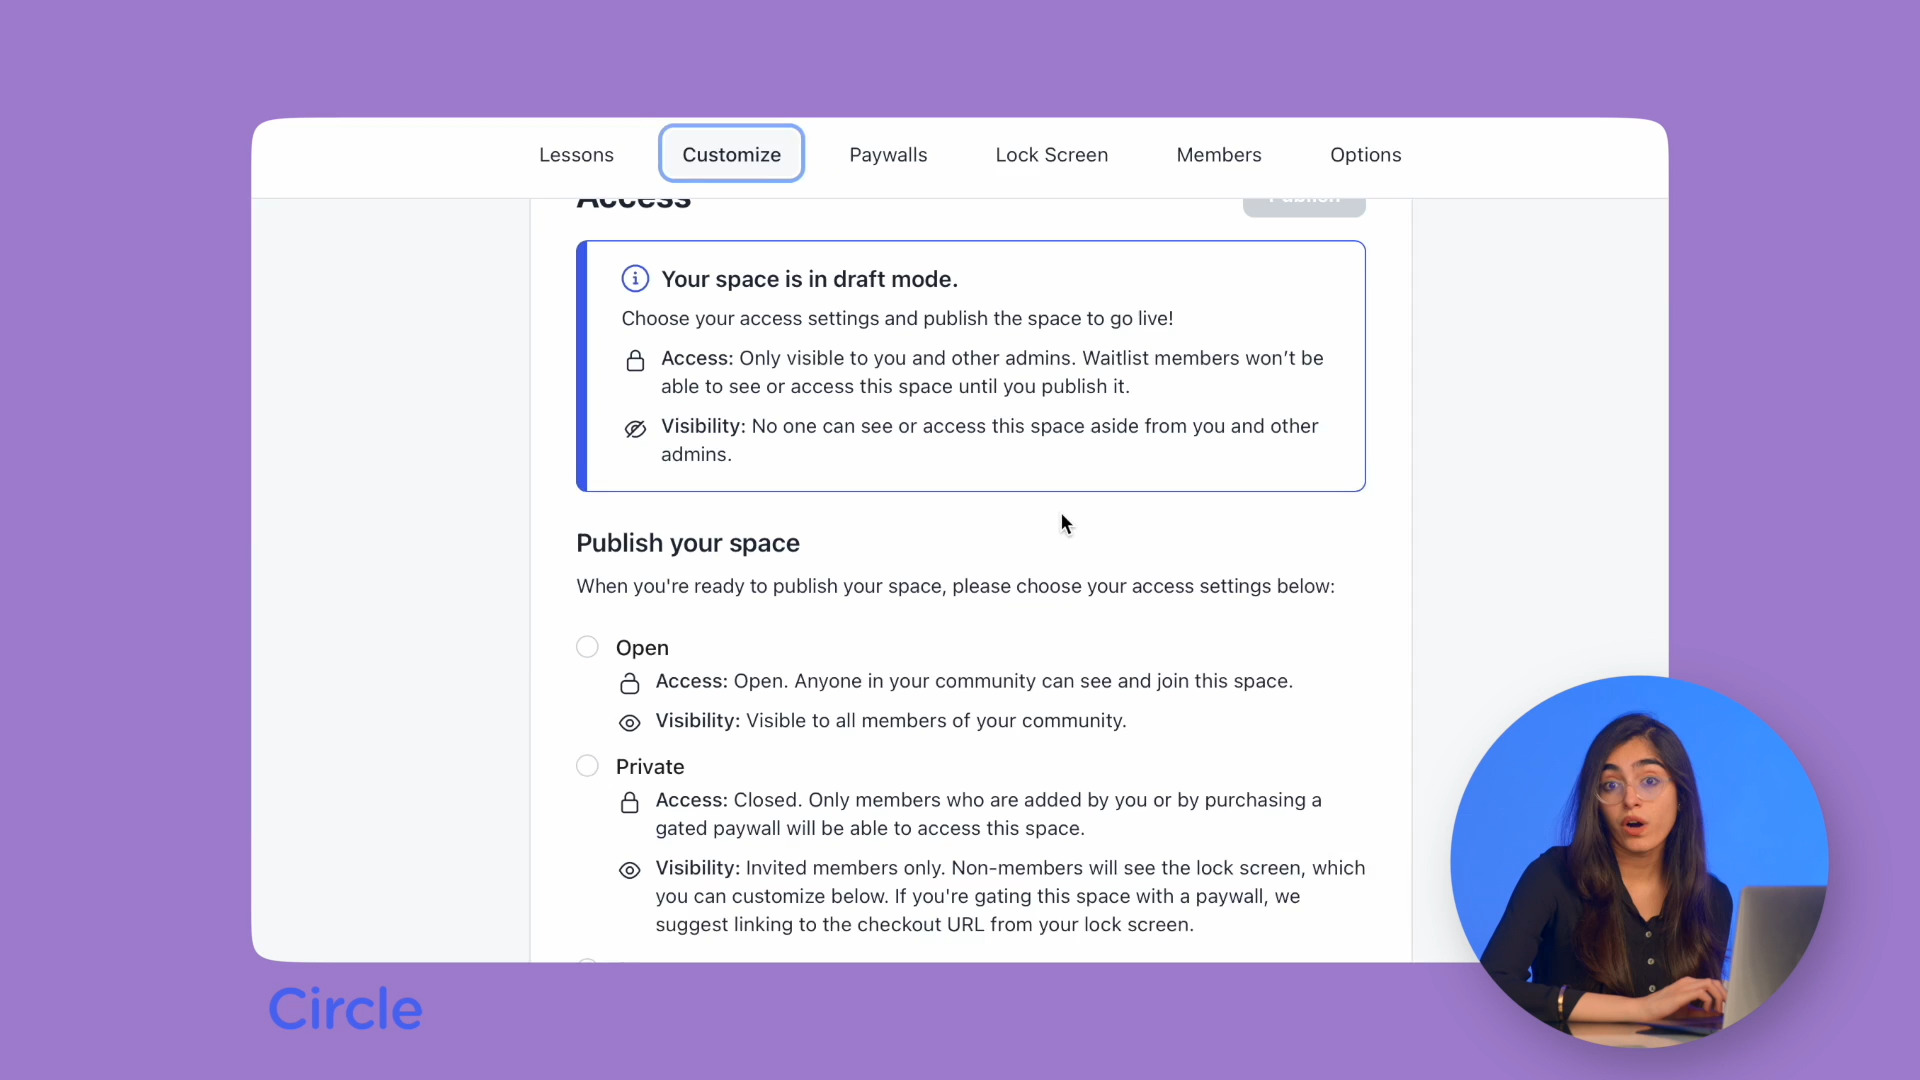 Lessons
Customize
Paywalls
Lock Screen
Members
Options
Access
Publish
Your space is in draft mode.
Choose your access settings and publish the space to go live!
Access: Only visible to you and other admins. Waitlist members won’t be
able to see or access this space until you publish it.
Visibility: No one can see or access this space aside from you and other
admins.
Publish your space
When you're ready to publish your space, please choose your access settings below:
Open
Access: Open. Anyone in your community can see and join this space.
Visibility: Visible to all members of your community.
Private
Access: Closed. Only members who are added by you or by purchasing a
gated paywall will be able to access this space.
Visibility: Invited members only. Non-members will see the lock screen, which
you can customize below. If you're gating this space with a paywall, we
suggest linking to the checkout URL from your lock screen.
Circle